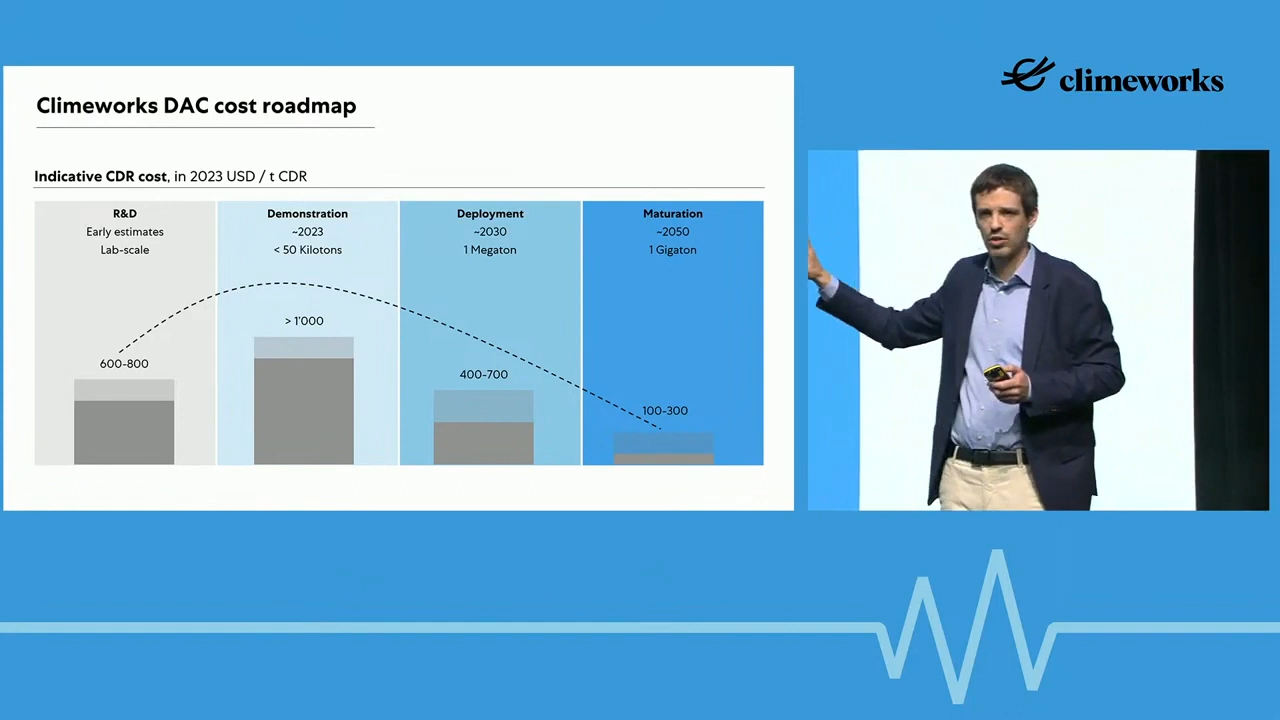 Climeworks DAC cost roadmap
Indicative CDR cost, in 2023 USD / t CDR
R&D
Early estimates
Lab-scale
600-800
Demonstration
~2023
< 50 Kilotons
> 1'000
Deployment
~2030
1 Megaton
400-700
Maturation
~2050
1 Gigaton
100-300
climeworks